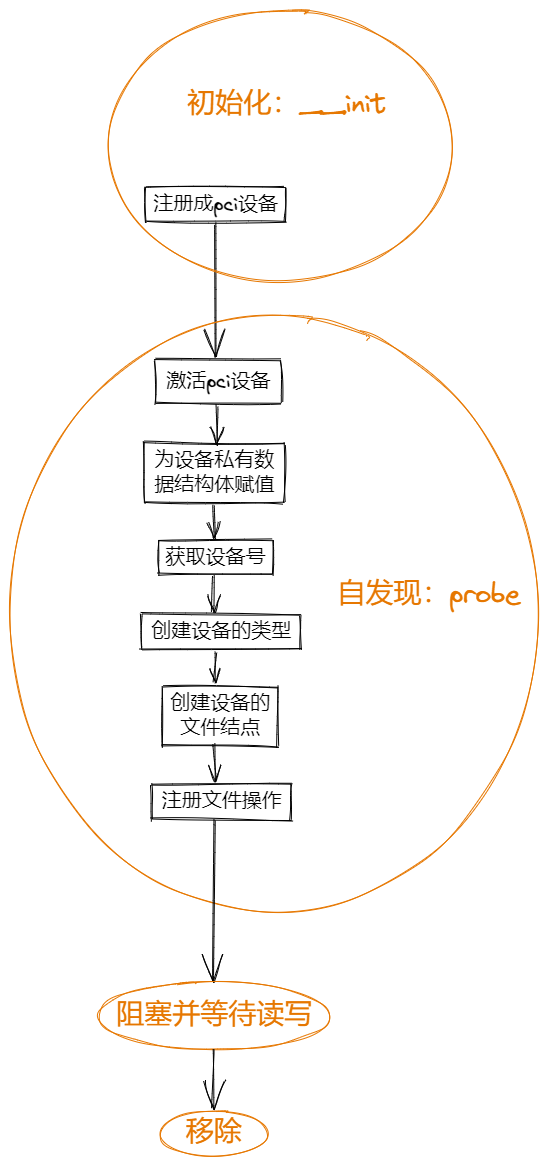 初始化：__init
注册成pci设备
激活pci设备
为设备私有数
据结构体赋值
获取设备号
自发现：probe
创建设备的类型
创建设备的
文件结点
注册文件操作
阻塞并等待读写
移除